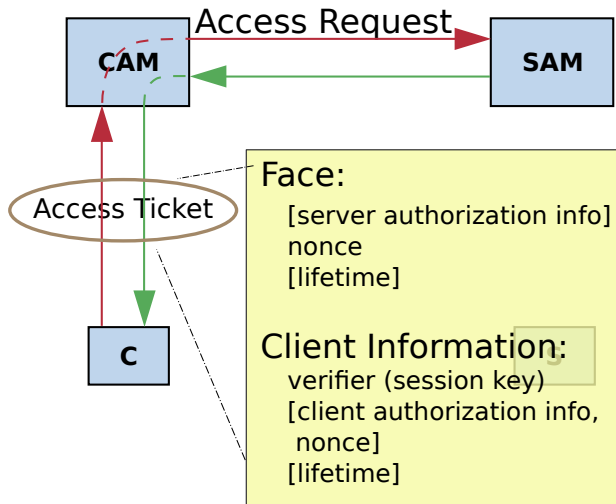 Access Request
CAM
SAM
Access Ticket
Face:
[server authorization info]
nonce
[lifetime]
C
S
Client Information:
verifier (session key)
[client authorization info,
nonce]
[lifetime]